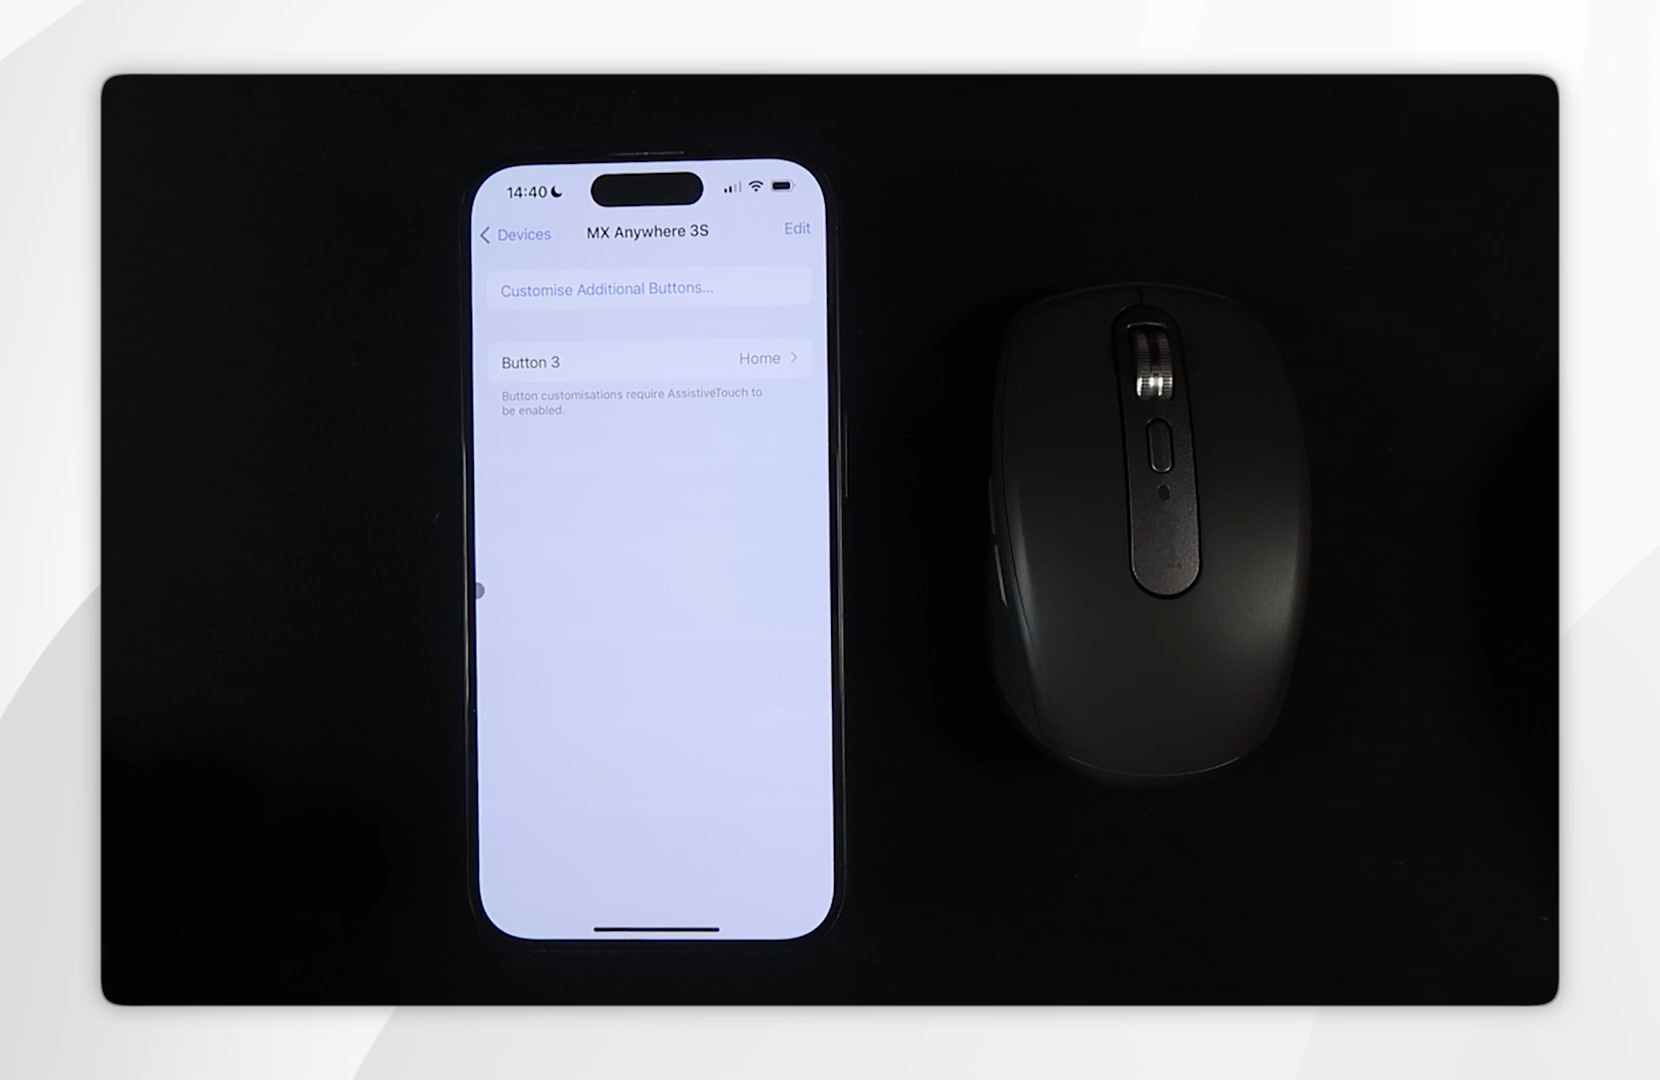 14:40
Devices
MX Anywhere 3S
Edit
Customise Additional Buttons...
Button 3
Home
Button customisations require AssistiveTouch to
be enabled.